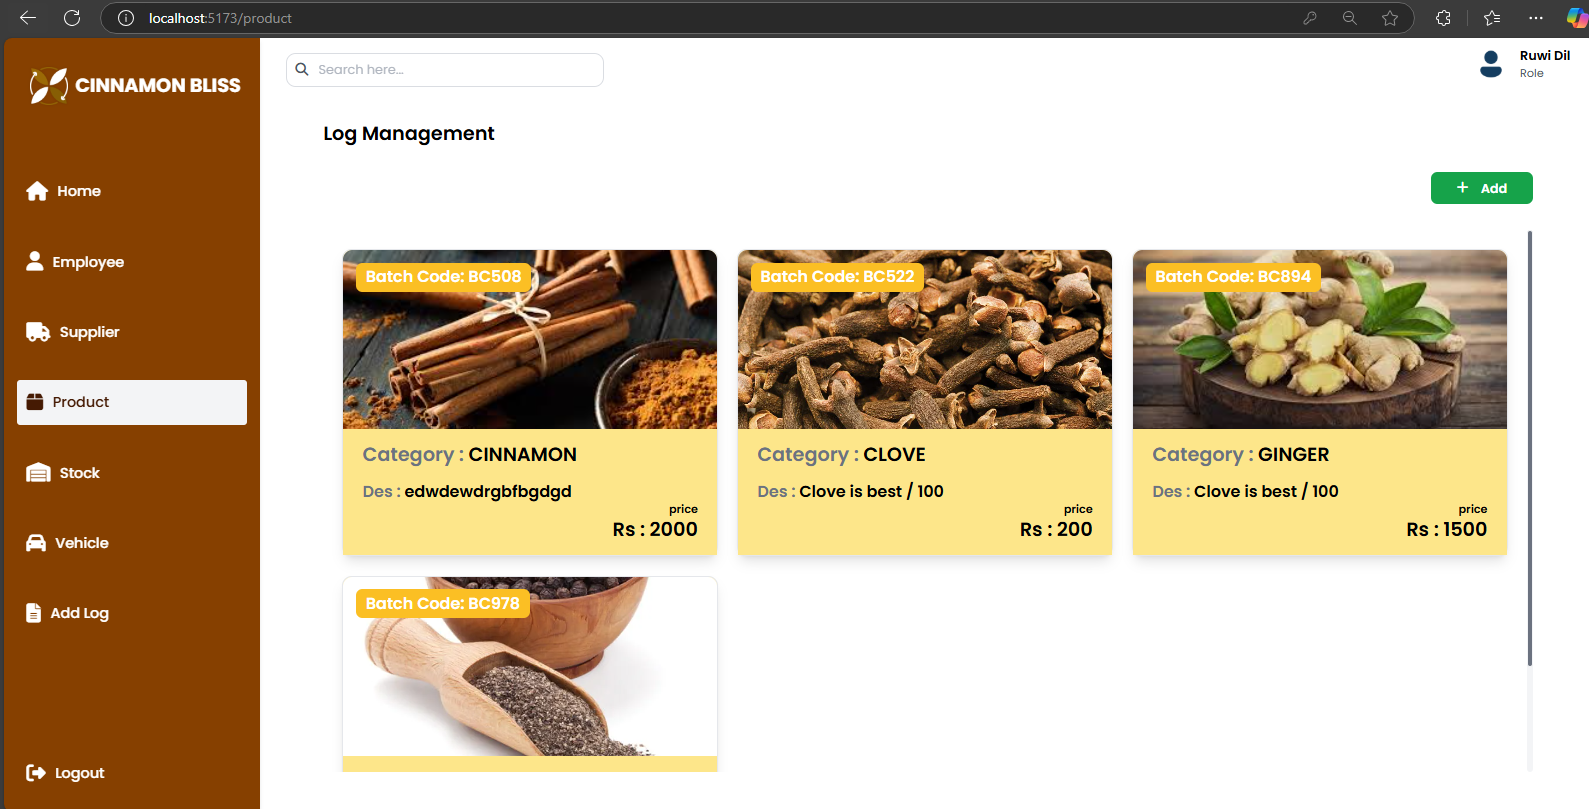 localhost:5173/product
CINNAMON BLISS
Search here...
Ruwi Dil
Role
Log Management
Home
Employee
Supplier
Product
Stock
Vehicle
Add Log
Logout
+ Add
Batch Code: BC508
Category : CINNAMON
Des : edwdewdrgbfbgdgd
price
Rs : 2000
Batch Code: BC522
Category : CLOVE
Des : Clove is best / 100
price
Rs : 200
Batch Code: BC894
Category : GINGER
Des : Clove is best / 100
price
Rs : 1500
Batch Code: BC978